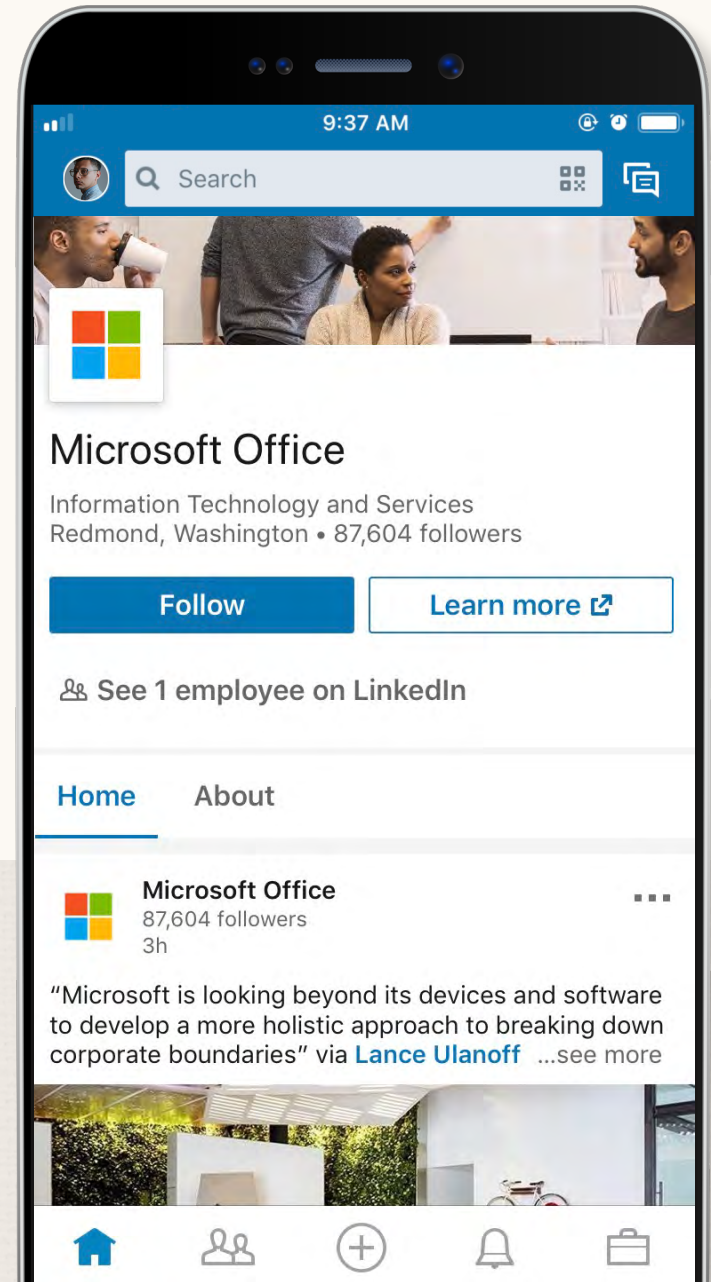 9:37 AM
Search
Microsoft Office
Information Technology and Services
Redmond, Washington • 87,604 followers
Follow
Learn more
See 1 employee on LinkedIn
Home About
Microsoft Office
87,604 followers
3h
“Microsoft is looking beyond its devices and software
to develop a more holistic approach to breaking down
corporate boundaries” via Lance Ulanoff ...see more